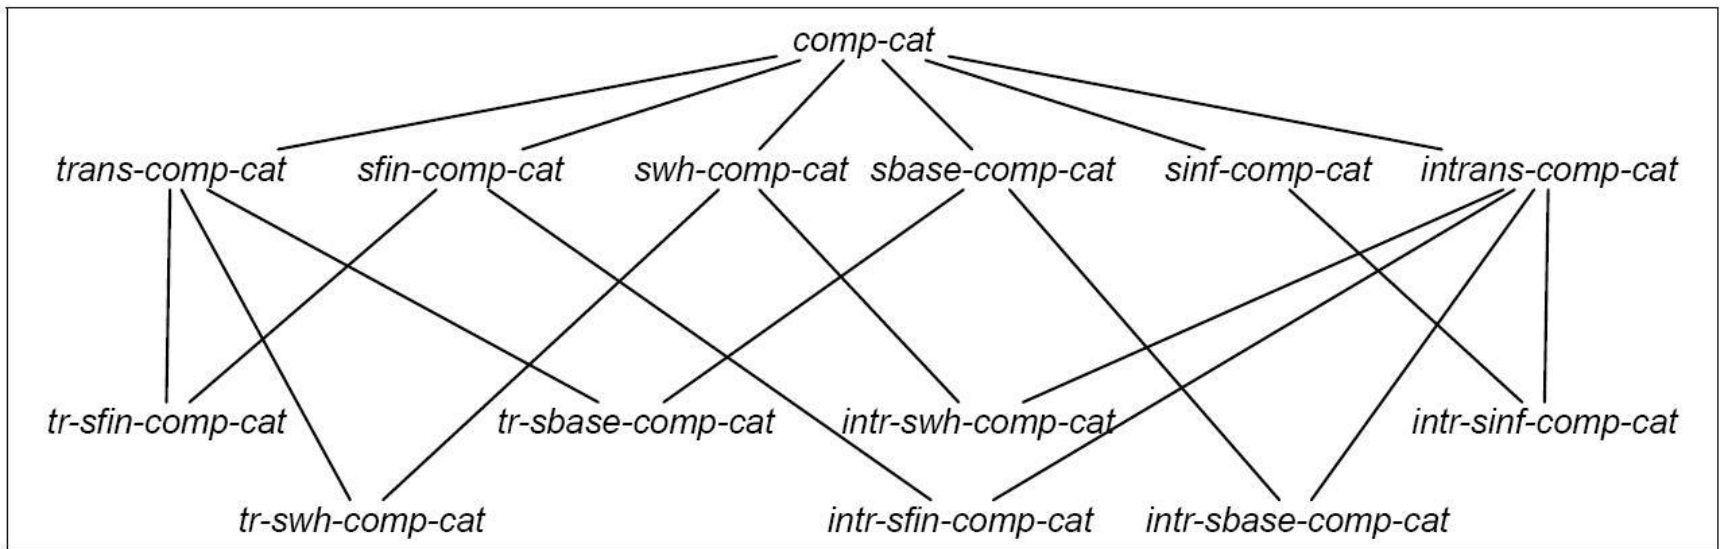 comp-cat
trans-comp-cat sfin-comp-cat swh-comp-cat sbase-comp-cat sinf-comp-cat intrans-comp-cat
tr-sfin-comp-cat tr-sbase-comp-cat intr-swh-comp-cat intr-sinf-comp-cat
tr-swh-comp-cat intr-sfin-comp-cat intr-sbase-comp-cat